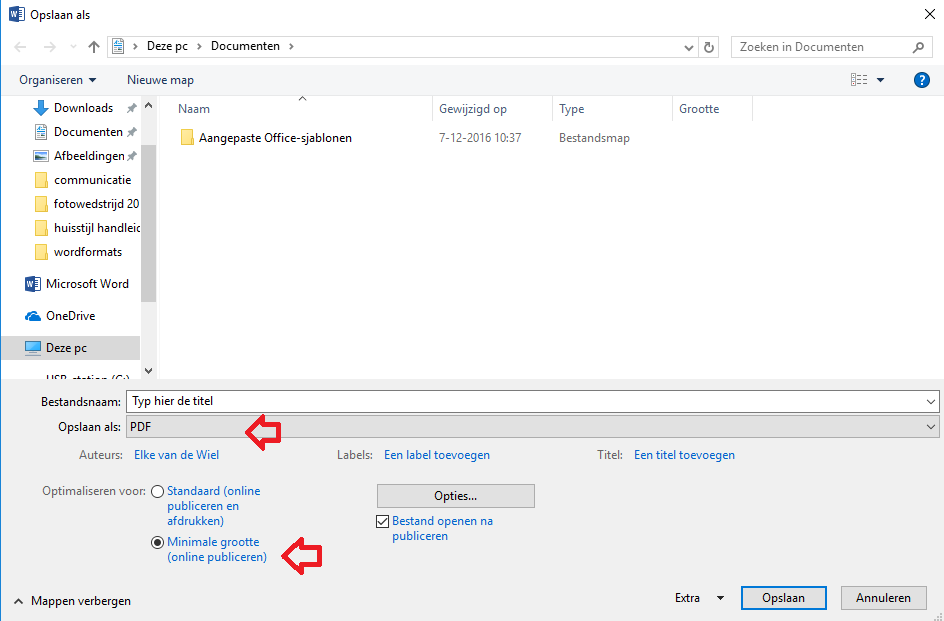 Opslaan als
Deze pc > Documenten >
Zoeken in Documenten
Organiseren
Nieuwe map
Downloads
Documenten
Afbeeldingen
communicatie
fotowedstrijd 20
huisstijl handleid
wordformats
Microsoft Word
OneDrive
Deze pc
Naam
Gewijzigd op
Type
Grootte
Aangepaste Office-sjablonen
7-12-2016 10:37
Bestandsmap
Bestandsnaam: Typ hier de titel
Opslaan als: PDF
Auteurs: Elke van de Wiel
Labels: Een label toevoegen
Titel: Een titel toevoegen
Optimaliseren voor:
Standaard (online
publiceren en
afdrukken)
Minimale grootte
(online publiceren)
Opties...
Bestand openen na
publiceren
Mappen verbergen
Extra
Opslaan
Annuleren